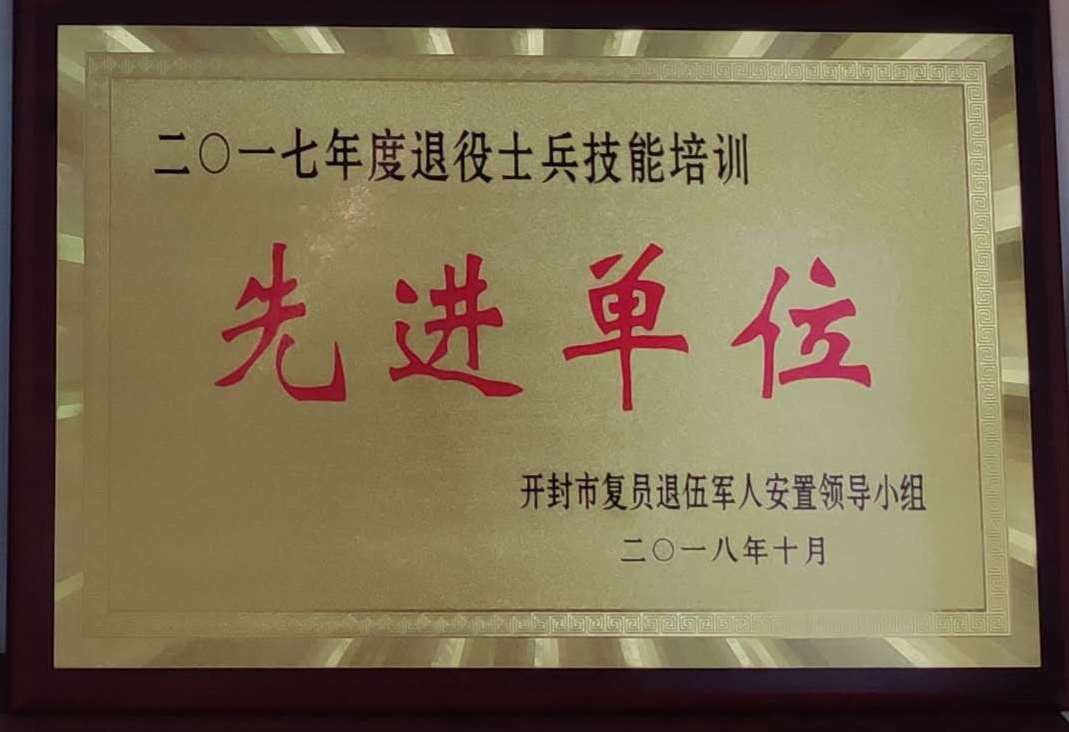 二〇一七年度退役士兵技能培训
先进单位
开封市复员退伍军人安置领导小组
二〇一八年十月